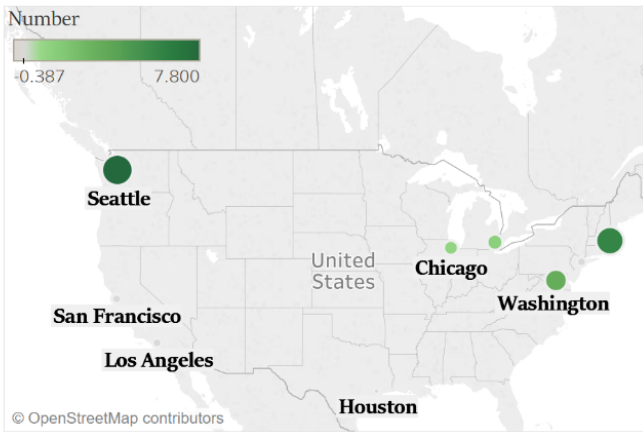 Number
-0.387 7.800
Seattle
United
States
Chicago
Washington
San Francisco
Los Angeles
Houston
© OpenStreetMap contributors